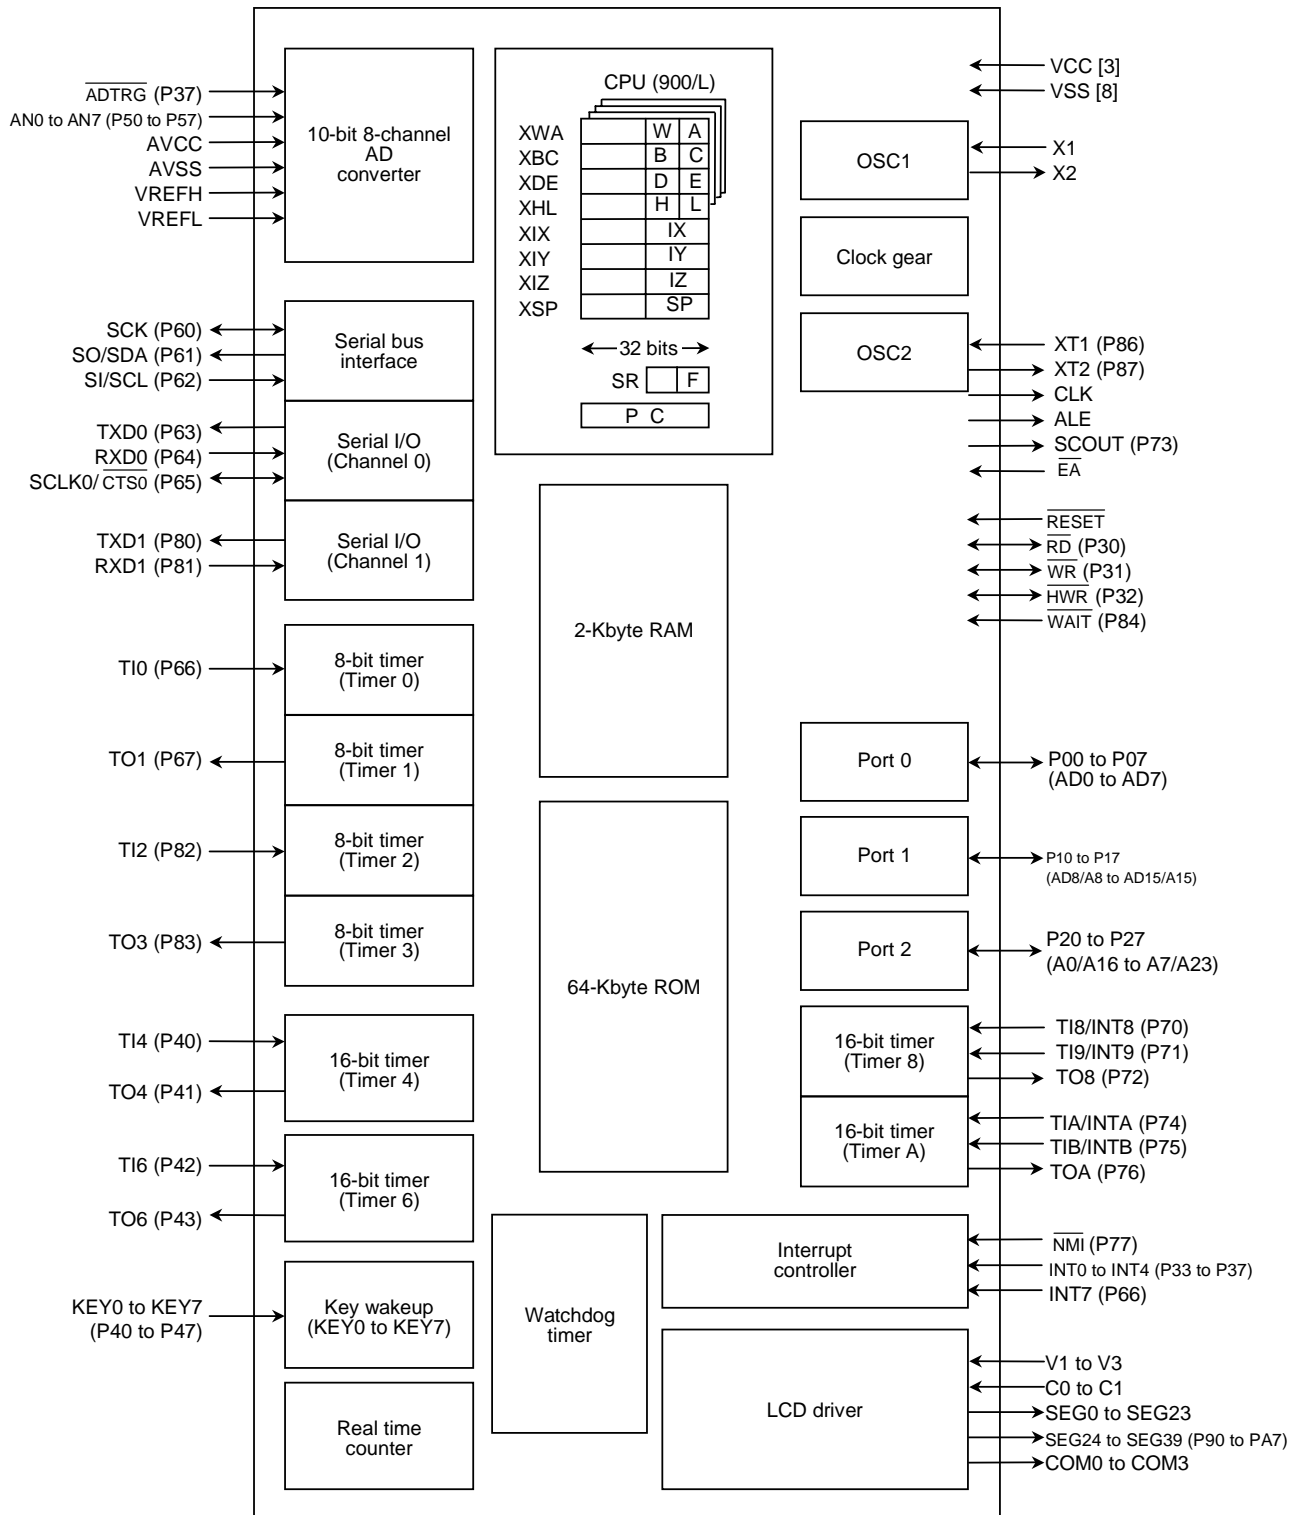 ADTRG (P37)
AN0 to AN7 (P50 to P57)
AVCC
AVSS
VREFH
VREFL
10-bit 8-channel
AD
converter
SCK (P60)
SO/SDA (P61)
SI/SCL (P62)
Serial bus
interface
TXD0 (P63)
RXD0 (P64)
SCLK0/ CTS0 (P65)
Serial I/O
(Channel 0)
TXD1 (P80)
RXD1 (P81)
Serial I/O
(Channel 1)
TI0 (P66)
8-bit timer
(Timer 0)
TO1 (P67)
8-bit timer
(Timer 1)
TI2 (P82)
8-bit timer
(Timer 2)
TO3 (P83)
8-bit timer
(Timer 3)
TI4 (P40)
TO4 (P41)
16-bit timer
(Timer 4)
TI6 (P42)
TO6 (P43)
16-bit timer
(Timer 6)
KEY0 to KEY7
(P40 to P47)
Key wakeup
(KEY0 to KEY7)
Real time
counter
CPU (900/L)
XWA W A
XBC B C
XDE D E
XHL H L
XIX IX
XIY IY
XIZ IZ
XSP SP
32 bits
SR F
P C
2-Kbyte RAM
64-Kbyte ROM
Watchdog
timer
VCC [3]
VSS [8]
OSC1
X1
X2
Clock gear
OSC2
XT1 (P86)
XT2 (P87)
CLK
ALE
SCOUT (P73)
EA
RESET
RD (P30)
WR (P31)
HWR (P32)
WAIT (P84)
Port 0
P00 to P07
(AD0 to AD7)
Port 1
P10 to P17
(AD8/A8 to AD15/A15)
Port 2
P20 to P27
(A0/A16 to A7/A23)
16-bit timer
(Timer 8)
TI8/INT8 (P70)
TI9/INT9 (P71)
TO8 (P72)
16-bit timer
(Timer A)
TIA/INTA (P74)
TIB/INTB (P75)
TOA (P76)
Interrupt
controller
NMI (P77)
INT0 to INT4 (P33 to P37)
INT7 (P66)
LCD driver
V1 to V3
C0 to C1
SEG0 to SEG23
SEG24 to SEG39 (P90 to PA7)
COM0 to COM3